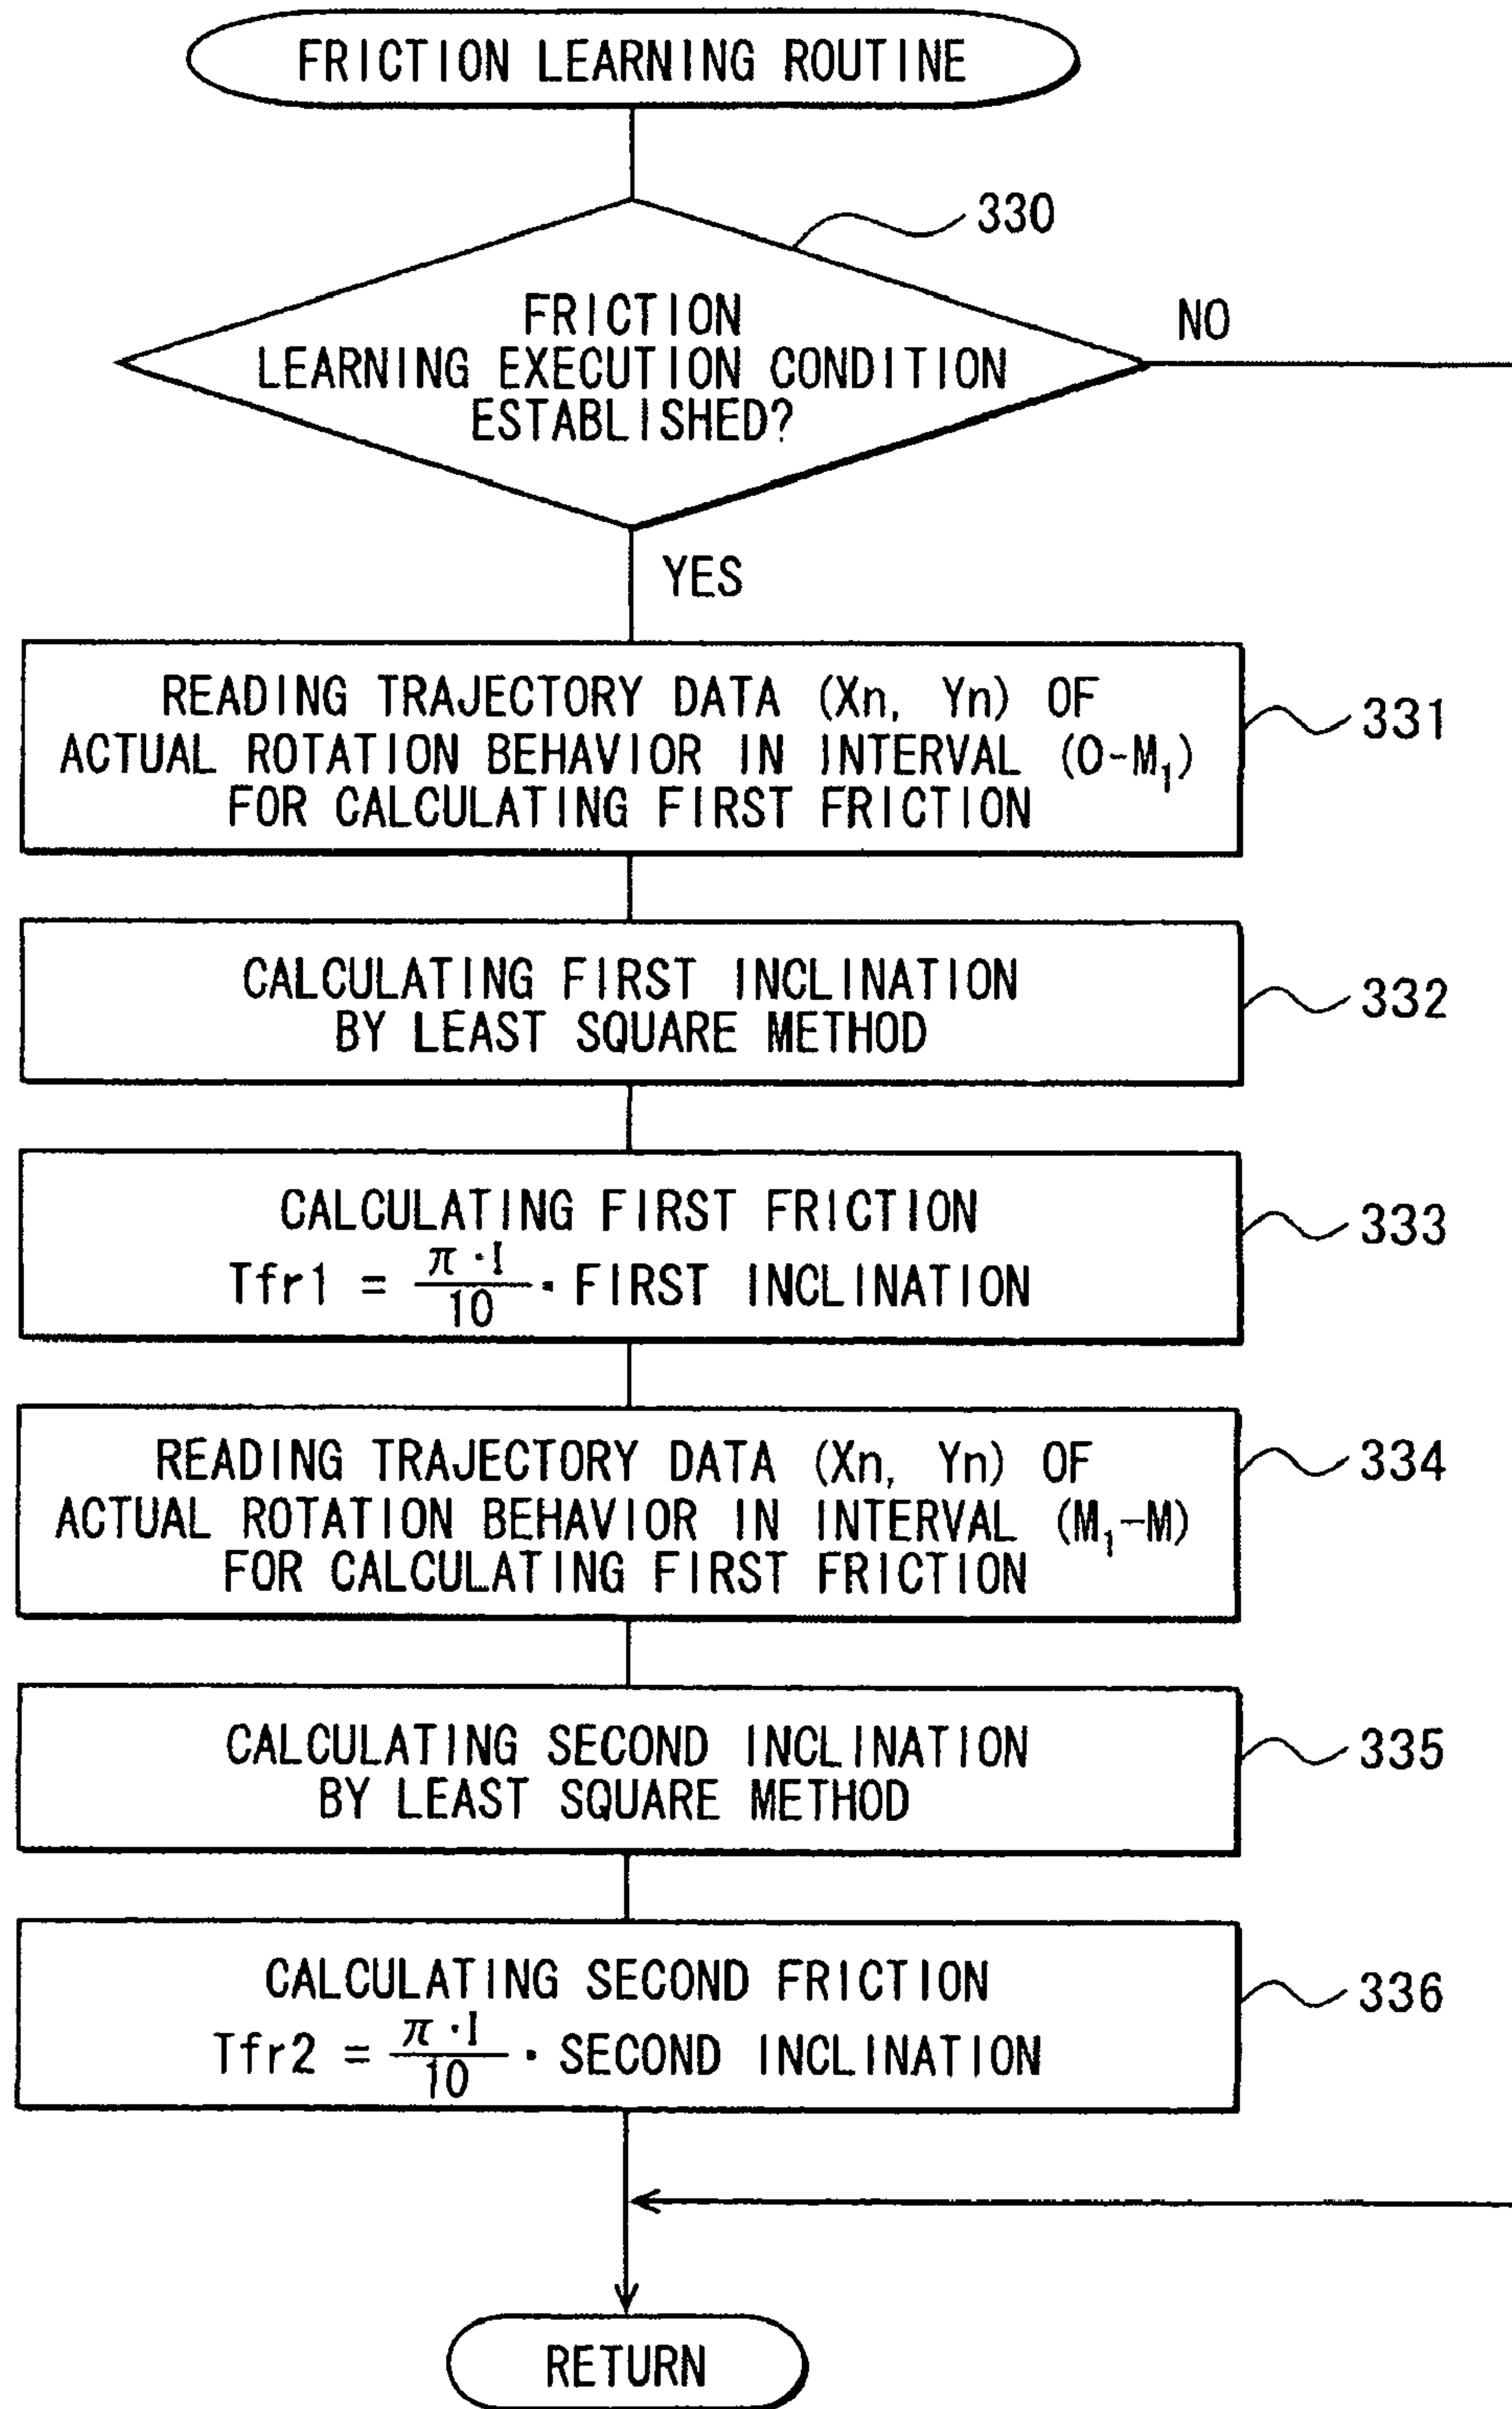 FRICTION LEARNING ROUTINE
330
FRICTION
LEARNING EXECUTION CONDITION
ESTABLISHED?
NO
YES
READING TRAJECTORY DATA (Xn, Yn) OF
ACTUAL ROTATION BEHAVIOR IN INTERVAL (0-M₁)
FOR CALCULATING FIRST FRICTION
331
CALCULATING FIRST INCLINATION
BY LEAST SQUARE METHOD
332
CALCULATING FIRST FRICTION
Tfr1 = π·I/10 · FIRST INCLINATION
333
READING TRAJECTORY DATA (Xn, Yn) OF
ACTUAL ROTATION BEHAVIOR IN INTERVAL (M₁-M)
FOR CALCULATING FIRST FRICTION
334
CALCULATING SECOND INCLINATION
BY LEAST SQUARE METHOD
335
CALCULATING SECOND FRICTION
Tfr2 = π·I/10 · SECOND INCLINATION
336
RETURN